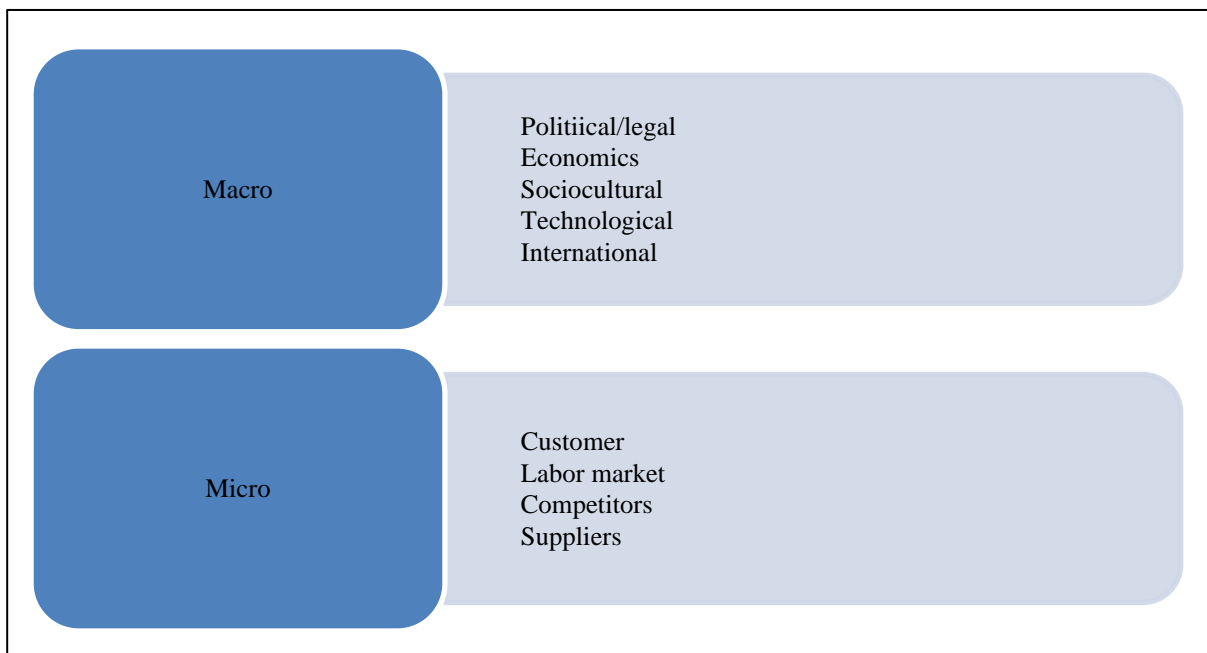 Macro
Politiical/legal
Economics
Sociocultural
Technological
International
Micro
Customer
Labor market
Competitors
Suppliers